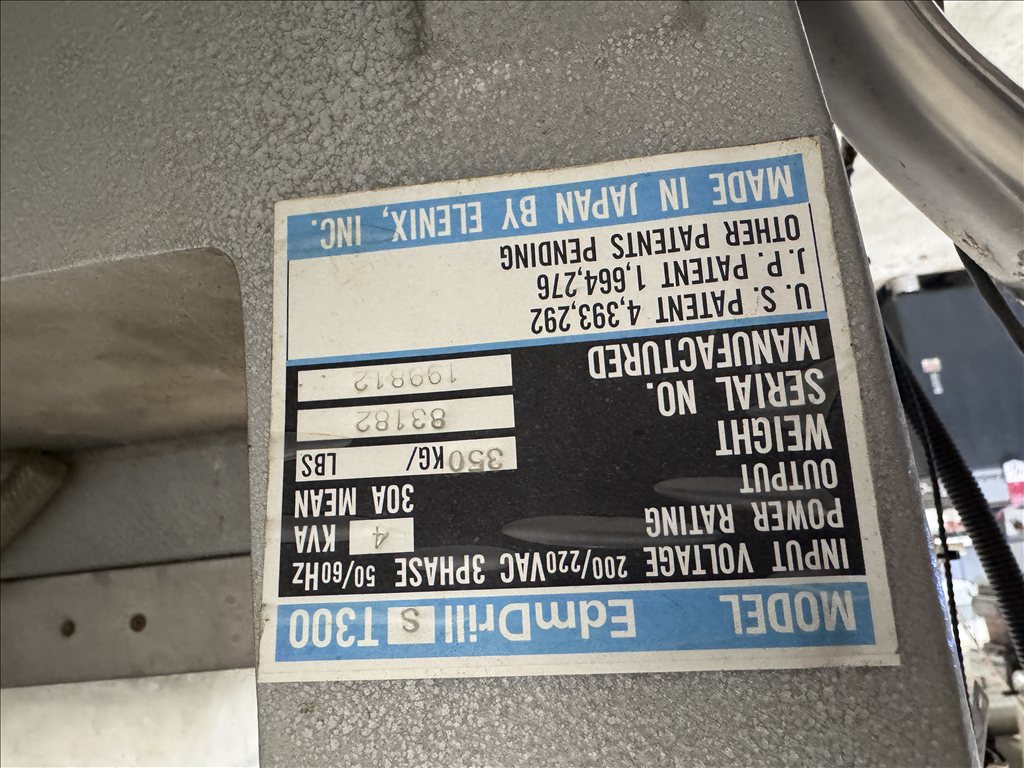 MODEL EdmDrill S T300
INPUT VOLTAGE 200/220VAC 3PHASE 50/60Hz
POWER RATING 4 KVA
OUTPUT 30A MEAN
WEIGHT 350 KG/ LBS
SERIAL NO. 83182
MANUFACTURED 199812
U. S. PATENT 4,393,292
J. P. PATENT 1,664,276
OTHER PATENTS PENDING
MADE IN JAPAN BY ELENIX, INC.